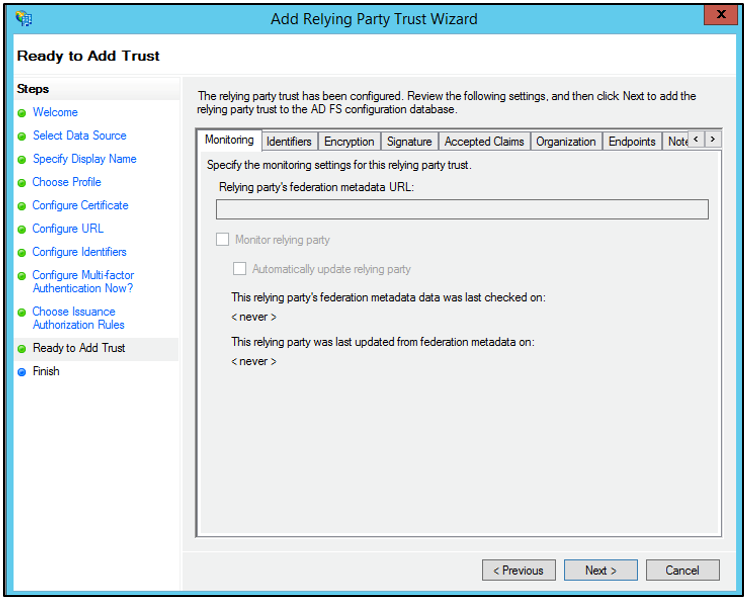 Add Relying Party Trust Wizard
X
Ready to Add Trust
Steps
Welcome
Select Data Source
Specify Display Name
Choose Profile
Configure Certificate
Configure URL
Configure Identifiers
Configure Multi-factor
Authentication Now?
Choose Issuance
Authorization Rules
Ready to Add Trust
Finish
The relying party trust has been configured. Review the following settings, and then click Next to add the
relying party trust to the AD FS configuration database.
Monitoring Identifiers Encryption Signature Accepted Claims Organization Endpoints Note < >
Specify the monitoring settings for this relying party trust.
Relying party's federation metadata URL:
Monitor relying party
Automatically update relying party
This relying party's federation metadata data was last checked on:
< never >
This relying party was last updated from federation metadata on:
< never >
< Previous Next > Cancel